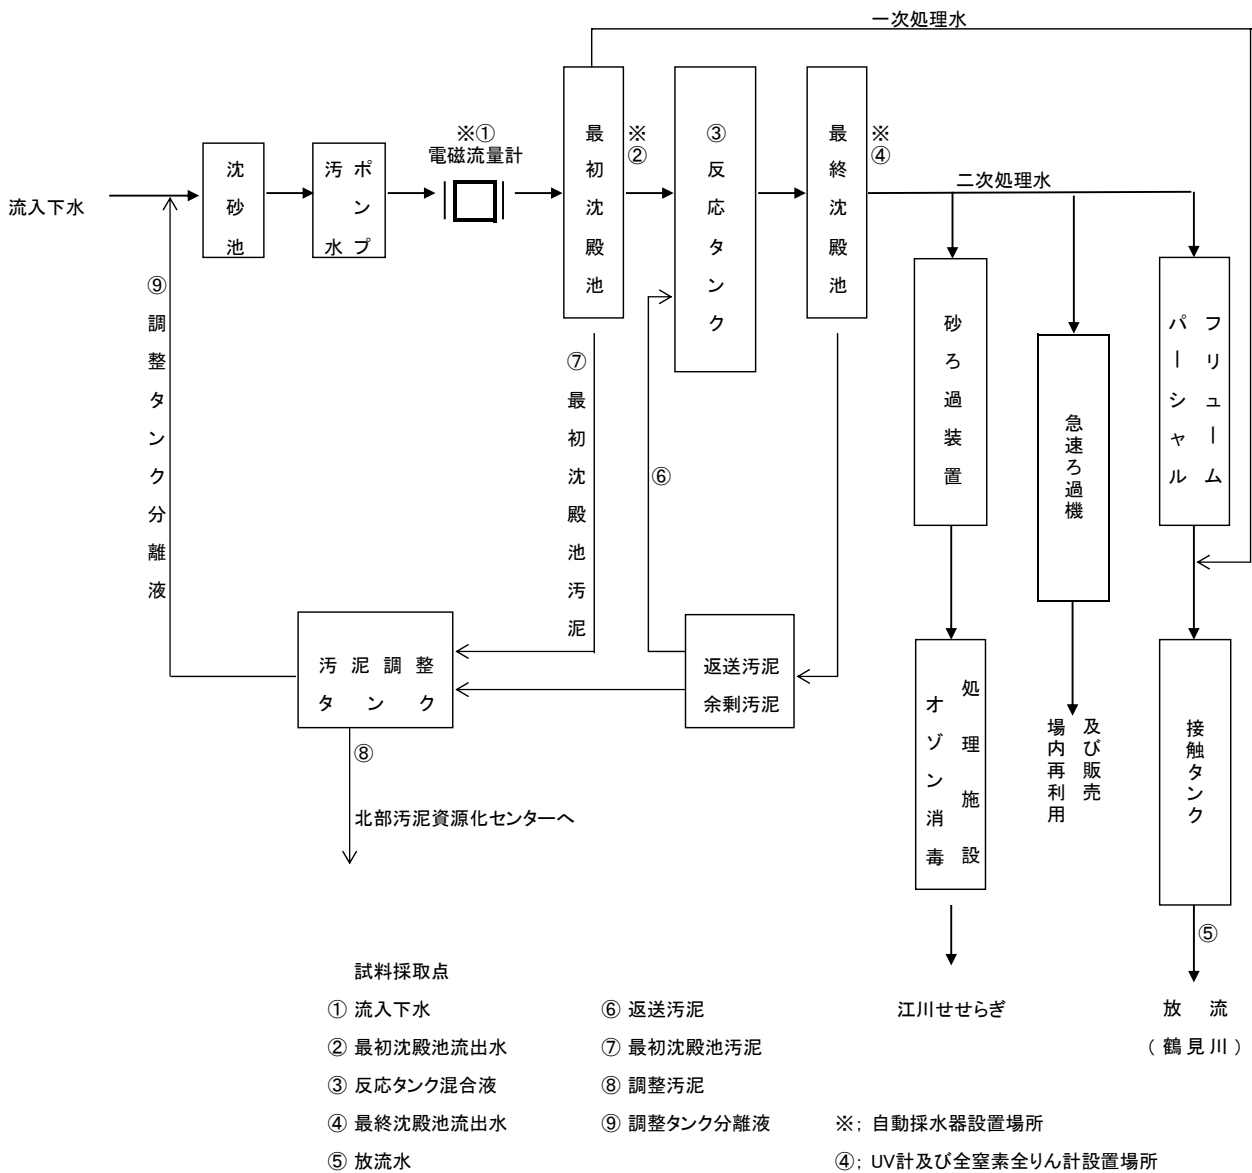 一次処理水
流入下水
沈砂池
汚水
ポンプ
※①
電磁流量計
最初沈殿池
※
②
③
反応タンク
最終沈殿池
※
④
二次処理水
砂ろ過装置
急速ろ過機
パーシャル
フリューム
⑨調整タンク分離液
⑦最初沈殿池汚泥
⑥
汚泥調整
タンク
返送汚泥
余剰汚泥
⑧
北部汚泥資源化センターへ
オゾン消毒
処理施設
場内再利用
及び販売
接触タンク
⑤
江川せせらぎ
放流
(鶴見川)
試料採取点
① 流入下水
② 最初沈殿池流出水
③ 反応タンク混合液
④ 最終沈殿池流出水
⑤ 放流水
⑥ 返送汚泥
⑦ 最初沈殿池汚泥
⑧ 調整汚泥
⑨ 調整タンク分離液
※; 自動採水器設置場所
④; UV計及び全窒素全りん計設置場所